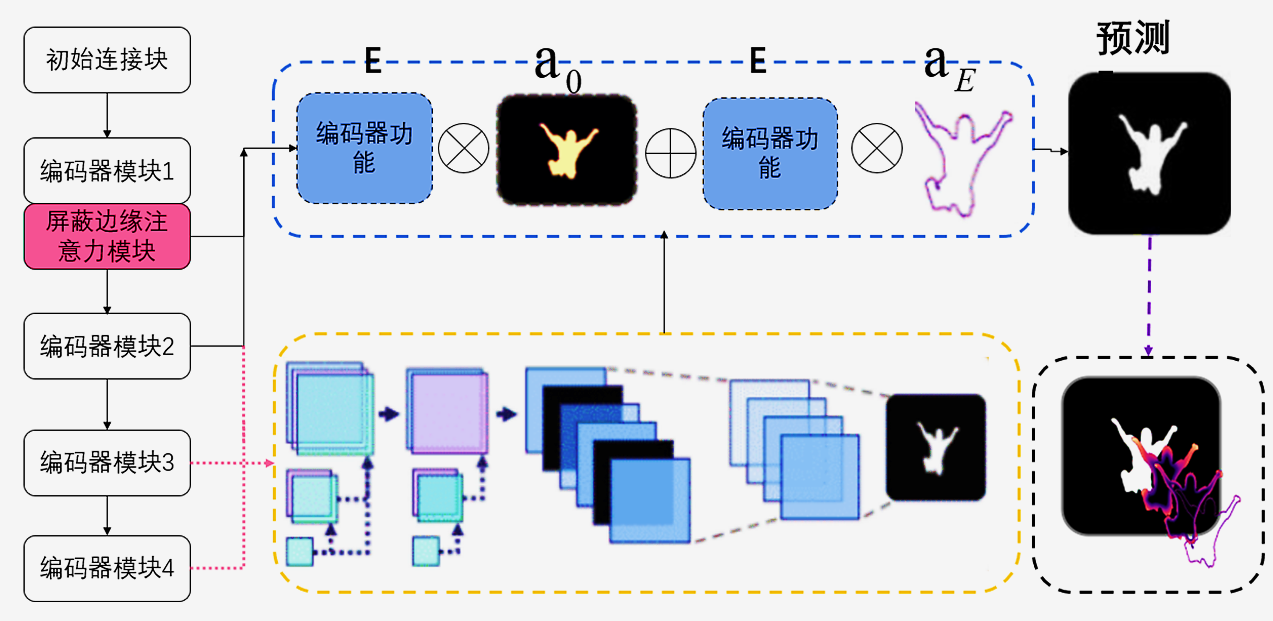 初始连接块
编码器模块1
屏蔽边缘注
意力模块
编码器模块2
编码器模块3
编码器模块4
E
a0
E
aE
编码器功
能
编码器功
能
预测